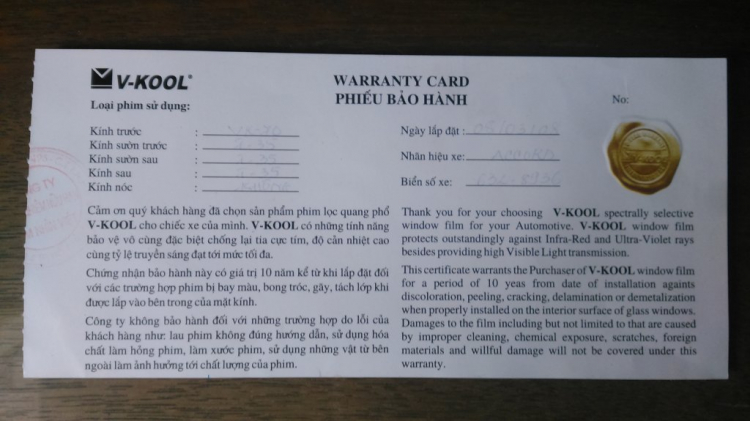 V-KOOL®
WARRANTY CARD
PHIẾU BẢO HÀNH
No:
Loại phim sử dụng:
Kính trước :
Kính sườn trước :
Kính sườn sau :
Kính sau :
Kính nóc :
Ngày lắp đặt :
Nhãn hiệu xe:
Biển số xe:
V-KOOL
Cảm ơn quý khách hàng đã chọn sản phẩm phim lọc quang phổ
V-KOOL cho chiếc xe của mình. V-KOOL có những tính năng
bảo vệ vô cùng đặc biệt chống lại tia cực tím, độ cản nhiệt cao
cùng tỷ lệ truyền sáng đạt tới mức tối đa.
Chứng nhận bảo hành này có giá trị 10 năm kể từ khi lắp đặt đối
với các trường hợp phim bị bay màu, bong tróc, gãy, tách lớp khi
được lắp vào bên trong của mặt kính.
Công ty không bảo hành đối với những trường hợp do lỗi của
khách hàng như: lau phim không đúng hướng dẫn, sử dụng hóa
chất làm hỏng phim, làm xước phim, sử dụng những vật từ bên
ngoài làm ảnh hưởng tới chất lượng của phim.
Thank you for your choosing V-KOOL spectrally selective
window film for your Automotive. V-KOOL window film
protects outstandingly against Infra-Red and Ultra-Violet rays
besides providing high Visible Light transmission.
This certificate warrants the Purchaser of V-KOOL window film
for a period of 10 yeas from date of installation againts
discoloration, peeling, cracking, delamination or demetalization
when properly installed on the interior surface of glass windows.
Damages to the film including but not limited to that are caused
by improper cleaning, chemical exposure, scratches, foreign
materials and willful damage will not be covered under this
warranty.